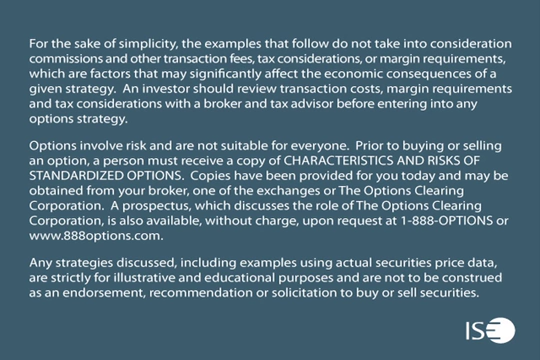 For the sake of simplicity, the examples that follow do not take into consideration
commissions and other transaction fees, tax considerations, or margin requirements,
which are factors that may significantly affect the economic consequences of a
given strategy.  An investor should review transaction costs, margin requirements
and tax considerations with a broker and tax advisor before entering into any
options strategy.
Options involve risk and are not suitable for everyone.  Prior to buying or selling
an option, a person must receive a copy of CHARACTERISTICS AND RISKS OF
STANDARDIZED OPTIONS.  Copies have been provided for you today and may be
obtained from your broker, one of the exchanges or The Options Clearing
Corporation.  A prospectus, which discusses the role of The Options Clearing
Corporation, is also available, without charge, upon request at 1-888-OPTIONS or
www.888options.com.
Any strategies discussed, including examples using actual securities price data,
are strictly for illustrative and educational purposes and are not to be construed
as an endorsement, recommendation or solicitation to buy or sell securities.
ISE